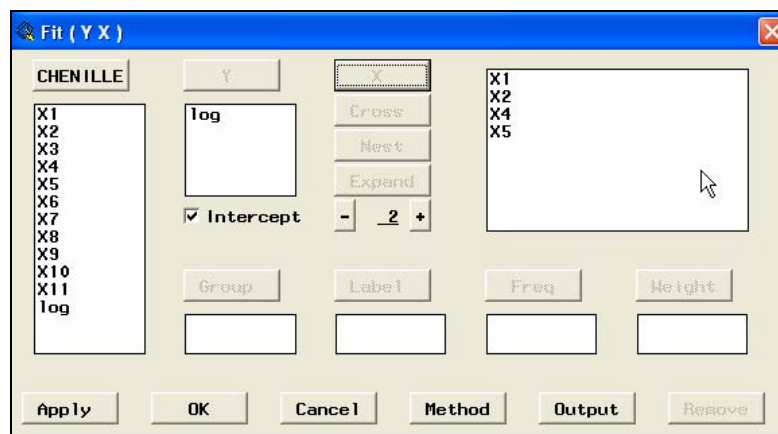 Fit ( Y X )
CHENILLE
Y
X
X1
X2
X3
X4
X5
X6
X7
X8
X9
X10
X11
log
log
Intercept
Cross
Nest
Expand
- 2 +
X1
X2
X4
X5
Group
Label
Freq
Weight
Apply
OK
Cancel
Method
Output
Remove